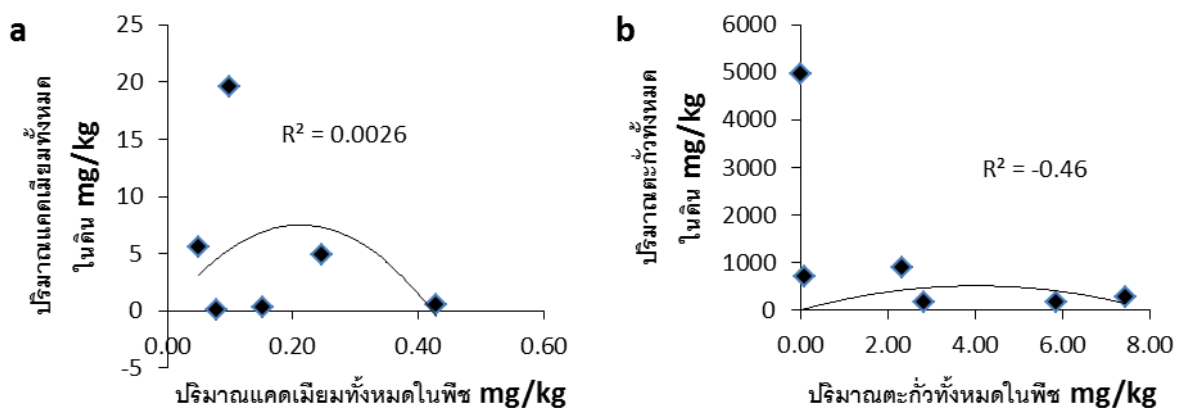 a
25
20
15
10
5
0
-5
0.00 0.20 0.40 0.60
R² = 0.0026
ปริมาณแคดเมียมทั้งหมด
ในดิน mg/kg
ปริมาณแคดเมียมทั้งหมดในพืช mg/kg
b
6000
5000
4000
3000
2000
1000
0
0.00 2.00 4.00 6.00 8.00
R² = -0.46
ปริมาณตะกั่วทั้งหมด
ในดิน mg/kg
ปริมาณตะกั่วทั้งหมดในพืช mg/kg